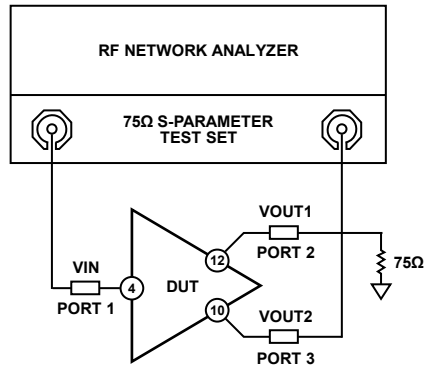 RF NETWORK ANALYZER
75Ω S-PARAMETER
TEST SET
VOUT1
12
PORT 2
75Ω
VIN
4
DUT
PORT 1
10
VOUT2
PORT 3